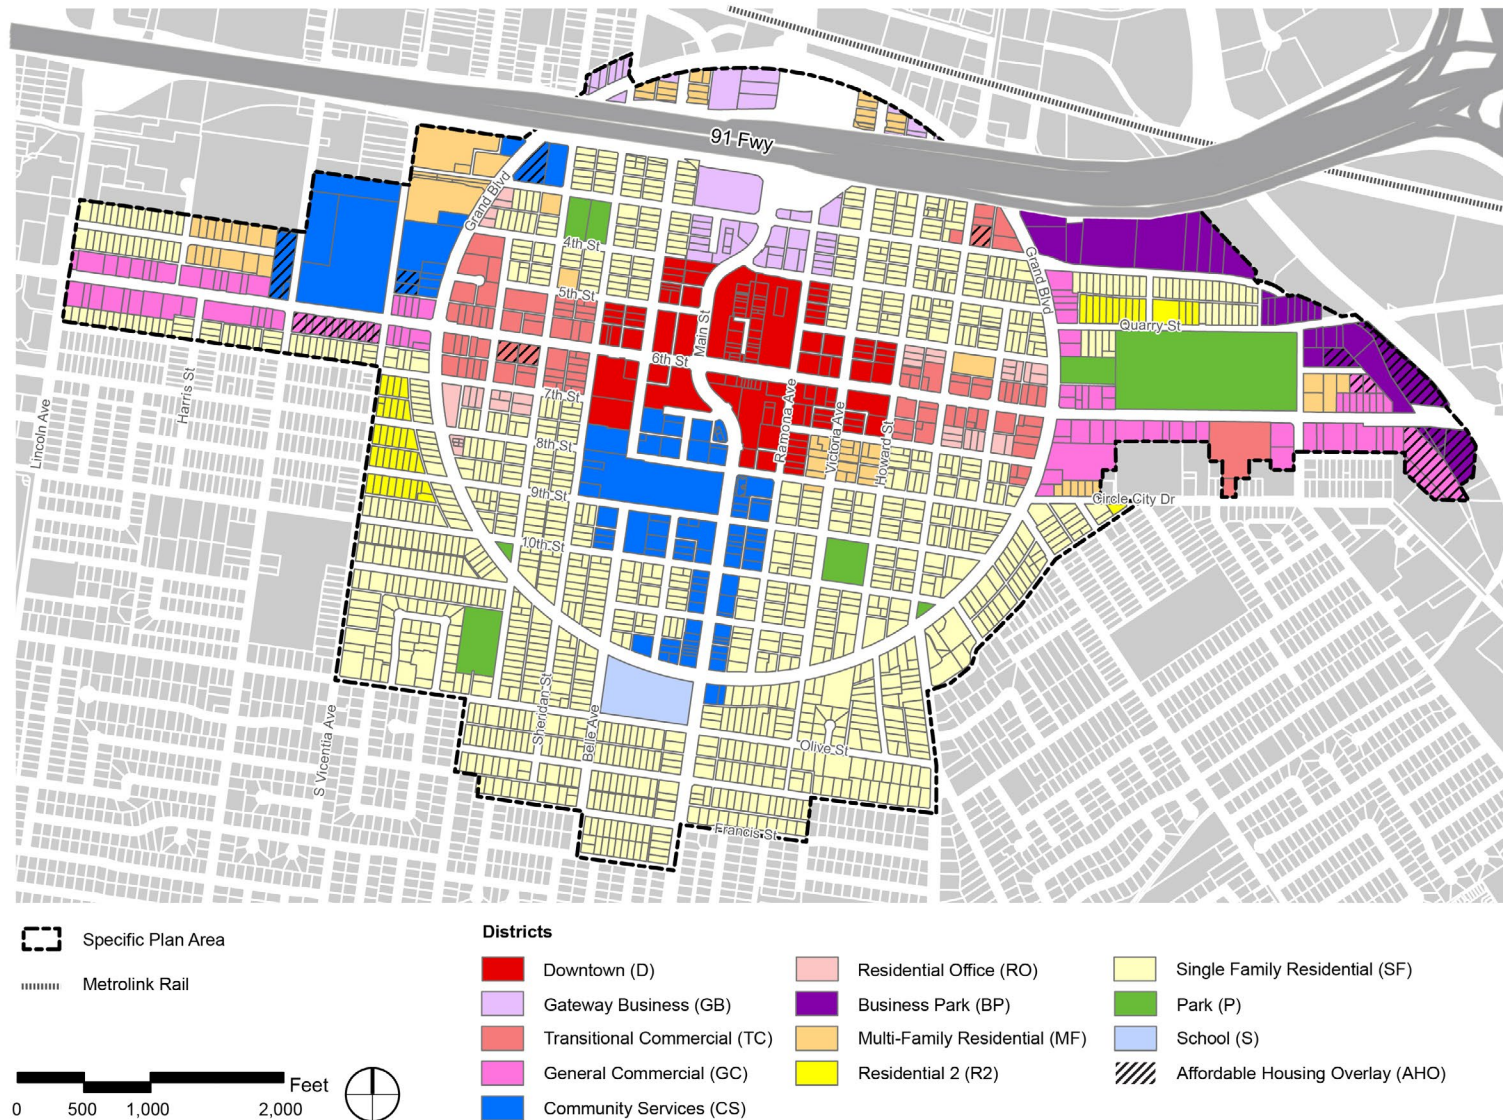 91 Fwy
Grand Blvd
4th St
5th St
Main St
6th St
7th St
8th St
9th St
10th St
Grand Blvd
Quarry St
Harris St
Lincoln Ave
Ramona Ave
Victoria Ave
Howard St
Circle City Dr
S Vicentia Ave
Sheridan St
Belle Ave
Olive St
Francis St
Specific Plan Area
Metrolink Rail
Feet
0 500 1,000 2,000
Districts
Downtown (D)
Gateway Business (GB)
Transitional Commercial (TC)
General Commercial (GC)
Community Services (CS)
Residential Office (RO)
Business Park (BP)
Multi-Family Residential (MF)
Residential 2 (R2)
Single Family Residential (SF)
Park (P)
School (S)
Affordable Housing Overlay (AHO)